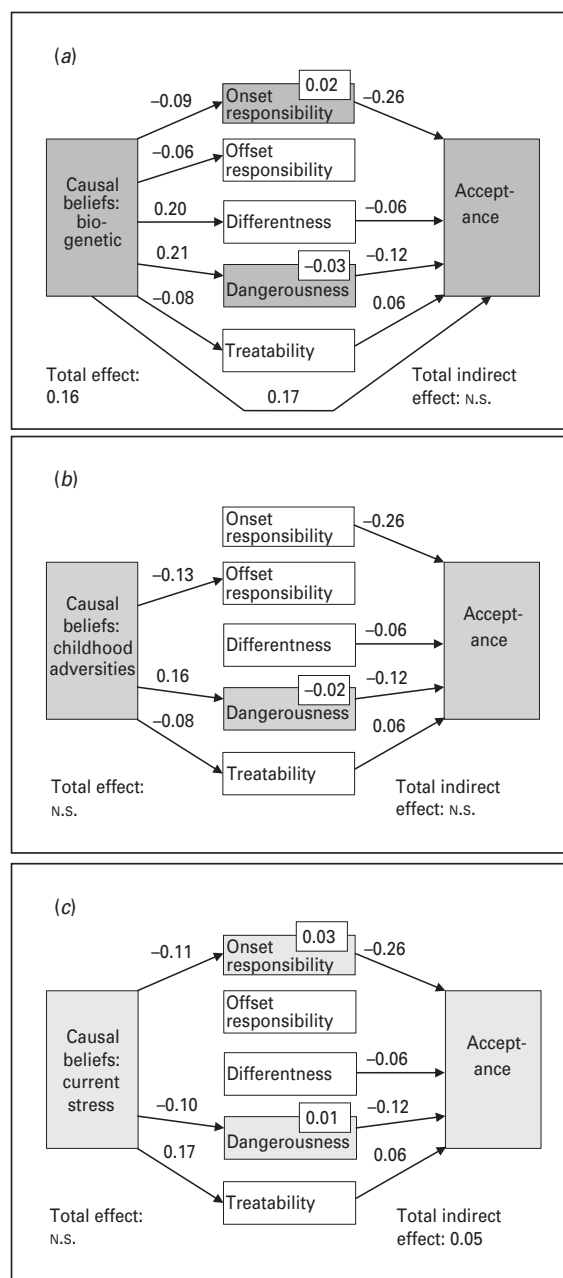 (a)
0.02
–0.09
Onset
responsibility
–0.26
–0.06
Offset
responsibility
Causal
beliefs:
bio-
genetic
Accept-
ance
0.20
Differentness
–0.06
0.21
–0.03
–0.12
Dangerousness
–0.08
0.06
Treatability
Total effect:
0.16
0.17
Total indirect
effect: N.S.
(b)
Onset
responsibility
–0.26
–0.13
Offset
responsibility
Causal
beliefs:
childhood
adversities
Accept-
ance
Differentness
–0.06
0.16
–0.02
–0.12
Dangerousness
–0.08
0.06
Treatability
Total effect:
N.S.
Total indirect
effect: N.S.
(c)
0.03
–0.11
Onset
responsibility
–0.26
Offset
responsibility
Causal
beliefs:
current
stress
Accept-
ance
Differentness
–0.06
–0.10
0.01
–0.12
Dangerousness
0.17
0.06
Treatability
Total effect:
N.S.
Total indirect
effect: 0.05